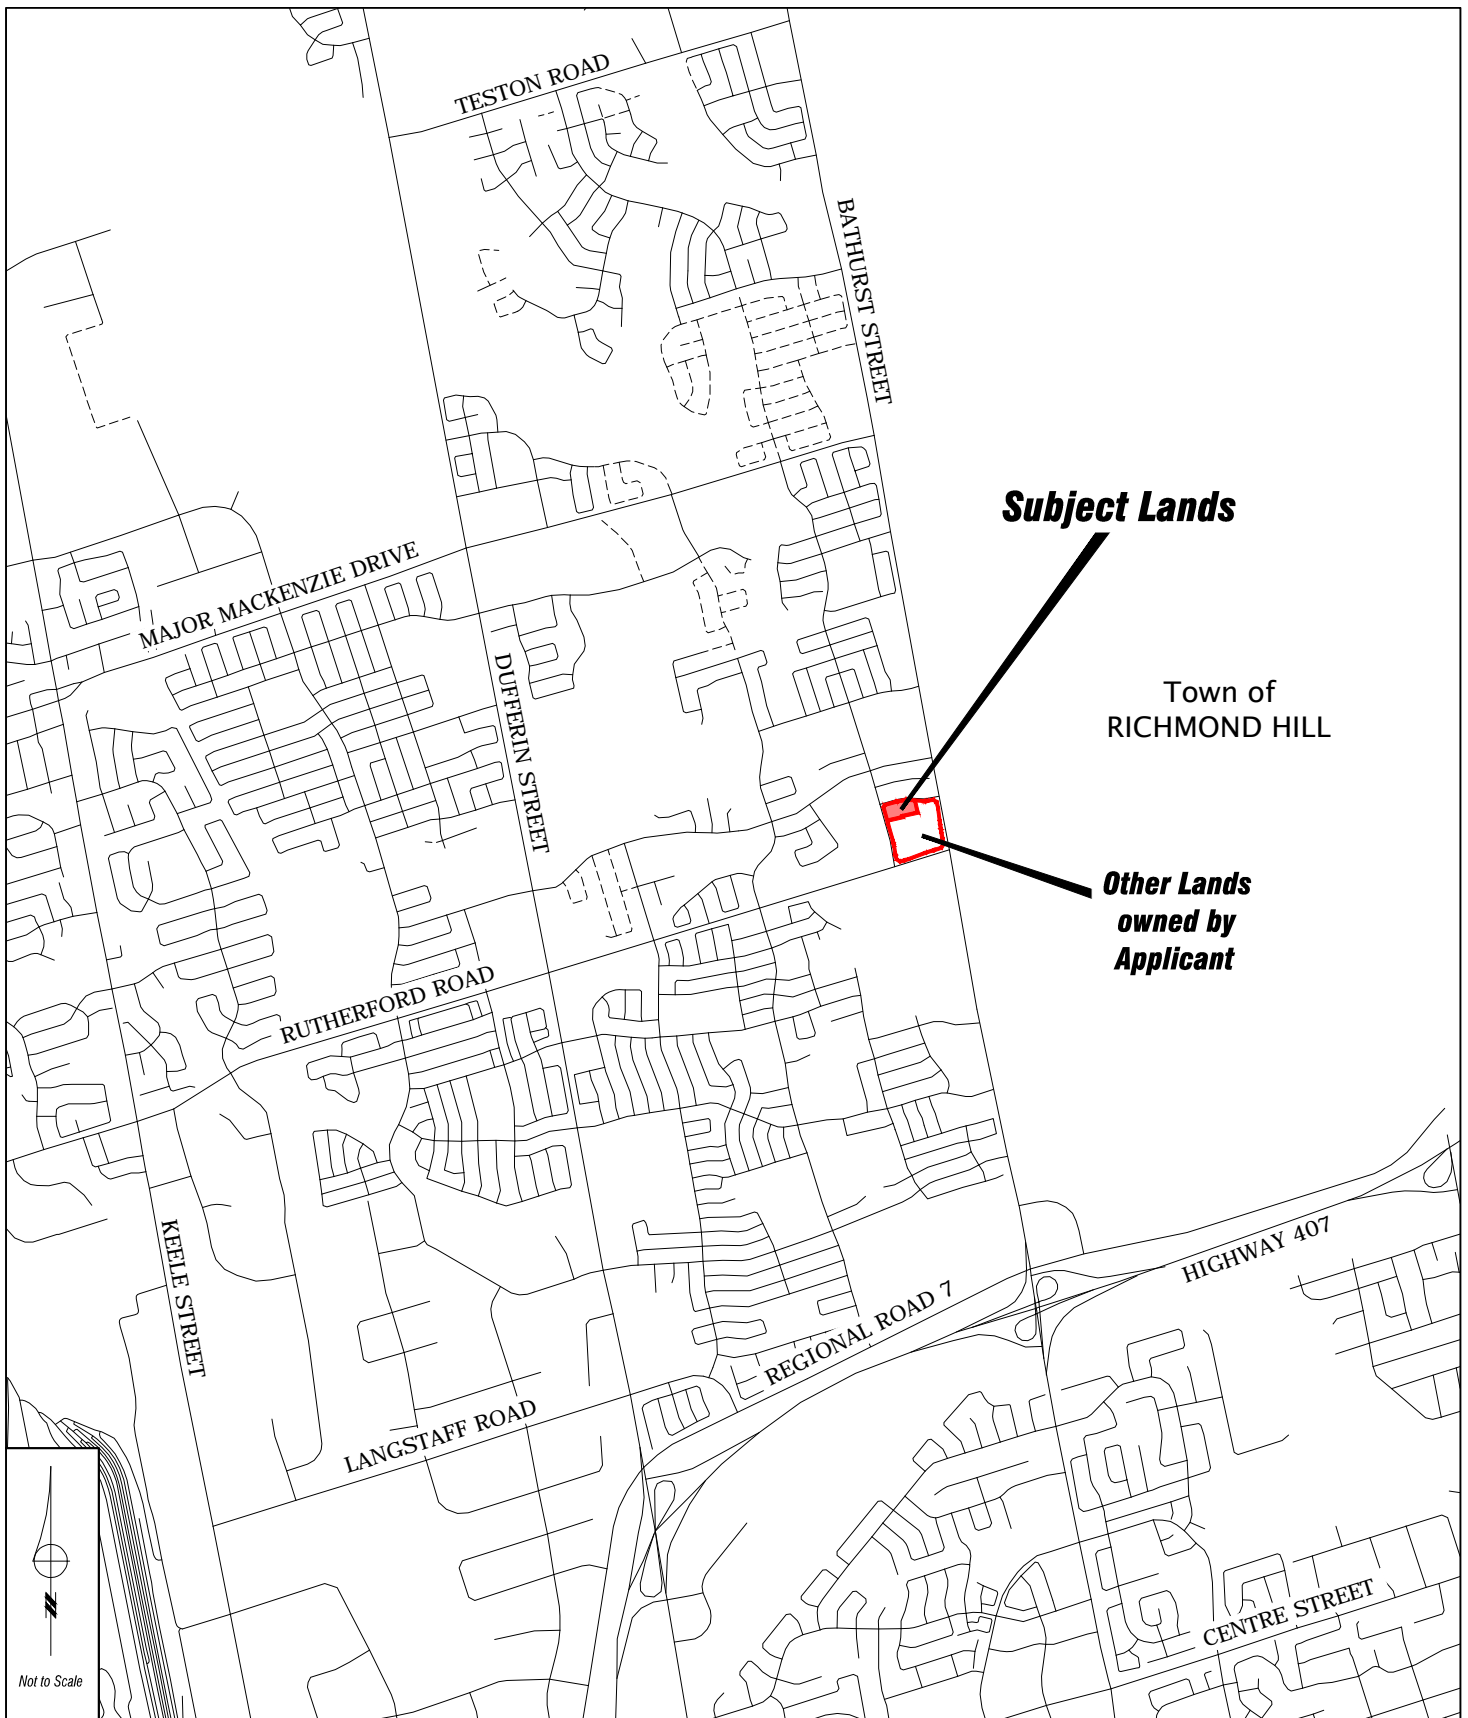 TESTON ROAD
BATHURST STREET
Subject Lands
MAJOR MACKENZIE DRIVE
DUFFERIN STREET
Town of
RICHMOND HILL
Other Lands
owned by
Applicant
RUTHERFORD ROAD
KEELE STREET
HIGHWAY 407
REGIONAL ROAD 7
LANGSTAFF ROAD
CENTRE STREET
N
Not to Scale